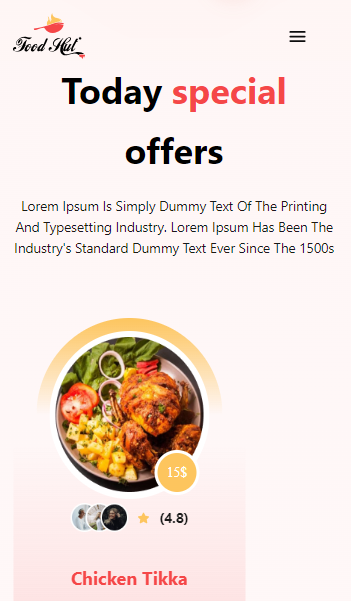 Food Hut
Today special
offers
Lorem Ipsum Is Simply Dummy Text Of The Printing
And Typesetting Industry. Lorem Ipsum Has Been The
Industry's Standard Dummy Text Ever Since The 1500s
15$
(4.8)
Chicken Tikka